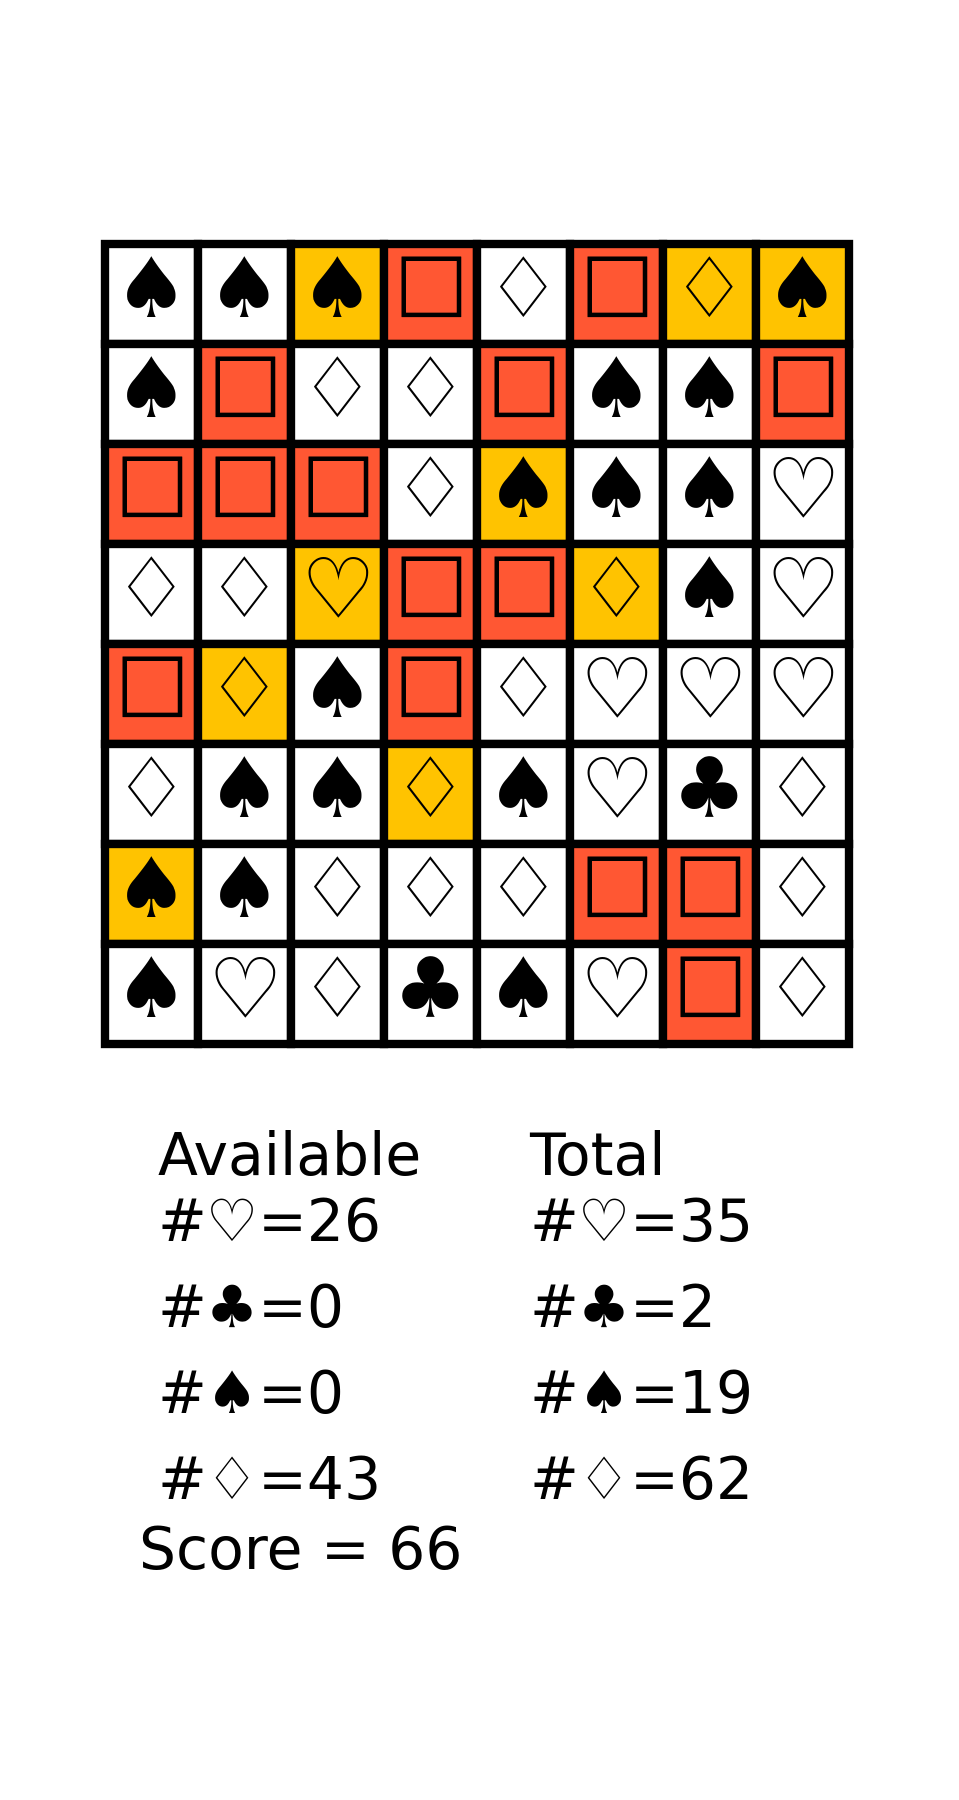 ♠ ♠ ♠ □ ♢ □ ♢ ♠
♠ □ ♢ ♢ □ ♠ ♠ □
□ □ □ ♢ ♠ ♠ ♠ ♡
♢ ♢ ♡ □ □ ♢ ♠ ♡
□ ♢ ♠ □ ♢ ♡ ♡ ♡
♢ ♠ ♠ ♢ ♠ ♡ ♣ ♢
♠ ♠ ♢ ♢ ♢ □ □ ♢
♠ ♡ ♢ ♣ ♠ ♡ □ ♢
Available Total
#♡=26 #♡=35
#♣=0 #♣=2
#♠=0 #♠=19
#♢=43 #♢=62
Score = 66